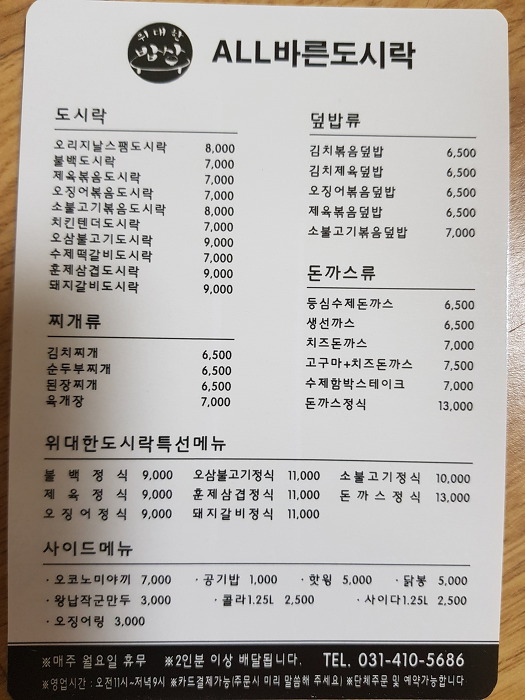 위대한
밥상
ALL바른도시락
도시락
오리지날스팸도시락 8,000
불백도시락 7,000
제육볶음도시락 7,000
오징어볶음도시락 7,000
소불고기볶음도시락 8,000
치킨텐더도시락 7,000
오삼불고기도시락 9,000
수제떡갈비도시락 7,000
훈제삼겹도시락 9,000
돼지갈비도시락 9,000
찌개류
김치찌개 6,500
순두부찌개 6,500
된장찌개 6,500
육개장 7,000
덮밥류
김치볶음덮밥 6,500
김치제육덮밥 6,500
오징어볶음덮밥 6,500
제육볶음덮밥 6,500
소불고기볶음덮밥 7,000
돈까스류
등심수제돈까스 6,500
생선까스 6,500
치즈돈까스 7,000
고구마+치즈돈까스 7,500
수제함박스테이크 7,000
돈까스정식 13,000
위대한도시락특선메뉴
불 백 정 식 9,000 오삼불고기정식 11,000 소불고기정식 10,000
제 육 정 식 9,000 훈제삼겹정식 11,000 돈 까 스 정 식 13,000
오 징 어 정 식 9,000 돼지갈비정식 11,000
사이드메뉴
· 오코노미야끼 7,000 · 공기밥 1,000 · 핫윙 5,000 · 닭봉 5,000
· 왕납작군만두 3,000 · 콜라1.25L 2,500 · 사이다1.25L 2,500
· 오징어링 3,000
※매주 월요일 휴무 ※2인분 이상 배달됩니다. TEL. 031-410-5686
※영업시간 : 오전11시~저녁9시 ※카드결제가능(주문시 미리 말씀해 주세요) ※단체주문 및 예약가능합니다